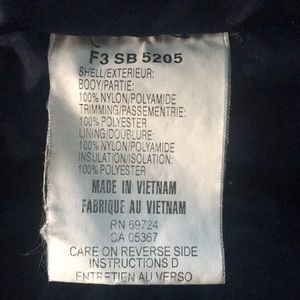 F3 SB 5205
SHELL/EXTERIEUR:
BODY/PARTIE:
100% NYLON/POLYAMIDE
TRIMMING/PASSEMENTRIE:
100% POLYESTER
LINING/DOUBLURE:
100% NYLON/POLYAMIDE
INSULATION/ISOLATION:
100% POLYESTER
MADE IN VIETNAM
FABRIQUE AU VIETNAM
RN 69724
CA 05367
CARE ON REVERSE SIDE
INSTRUCTIONS D
ENTRETIEN AU VERSO